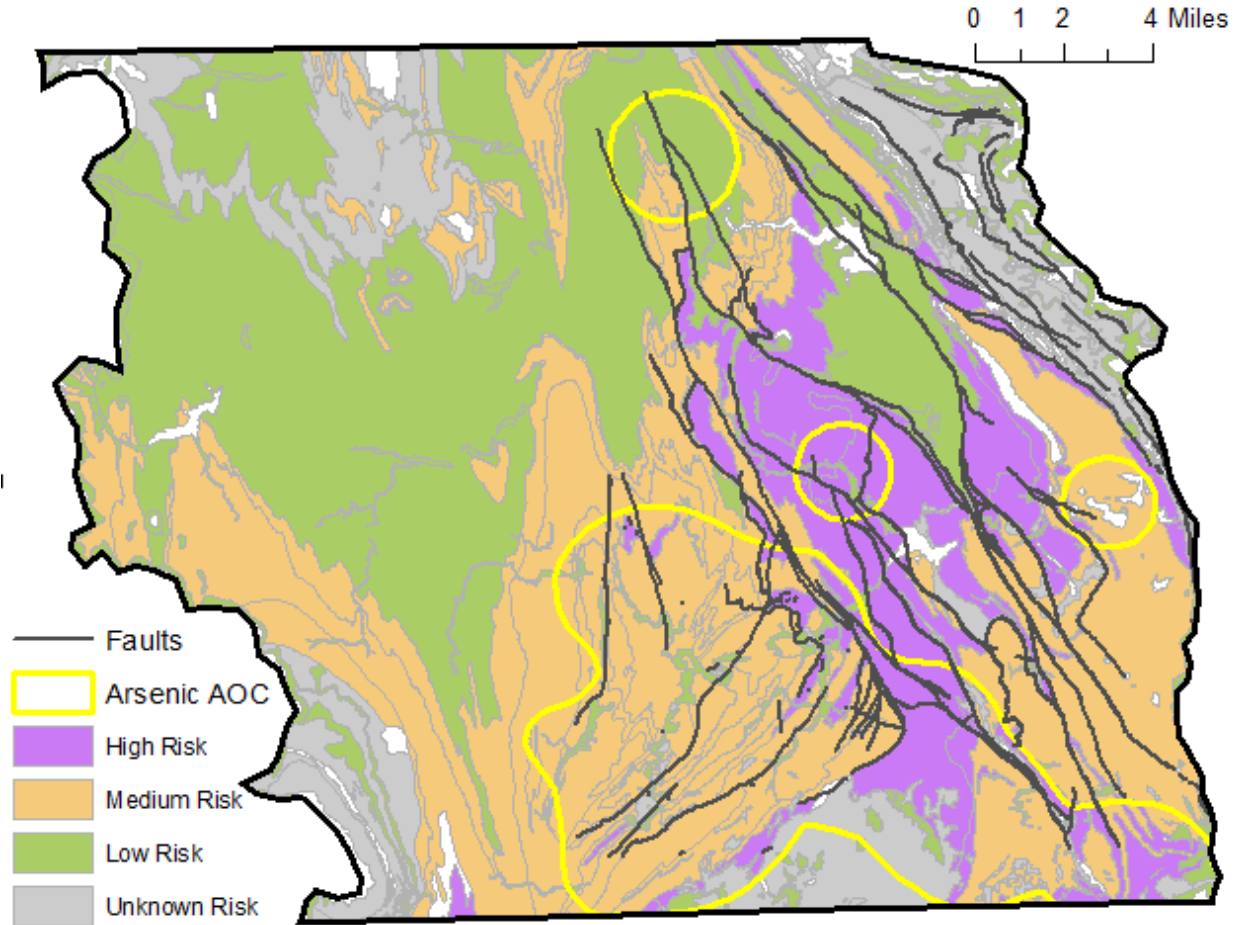 0 1 2 4 Miles
Faults
Arsenic AOC
High Risk
Medium Risk
Low Risk
Unknown Risk